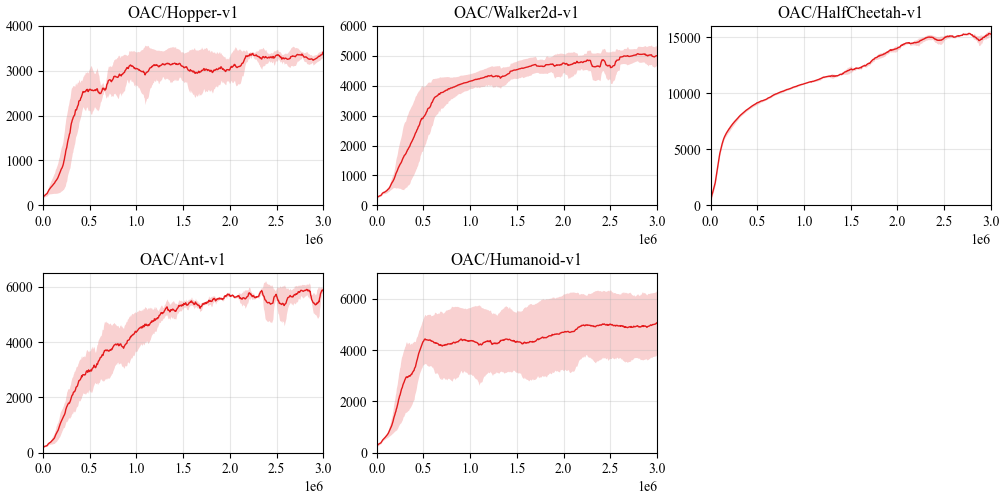 OAC/Hopper-v1 OAC/Walker2d-v1 OAC/HalfCheetah-v1
4000 6000 15000
3000 5000 10000
2000 4000 5000
1000 3000 0
0 2000
1000
0
0.0 0.5 1.0 1.5 2.0 2.5 3.0 0.0 0.5 1.0 1.5 2.0 2.5 3.0 0.0 0.5 1.0 1.5 2.0 2.5 3.0
1e6 1e6 1e6
OAC/Ant-v1 OAC/Humanoid-v1
6000 6000
4000 4000
2000 2000
0 0
0.0 0.5 1.0 1.5 2.0 2.5 3.0 0.0 0.5 1.0 1.5 2.0 2.5 3.0
1e6 1e6